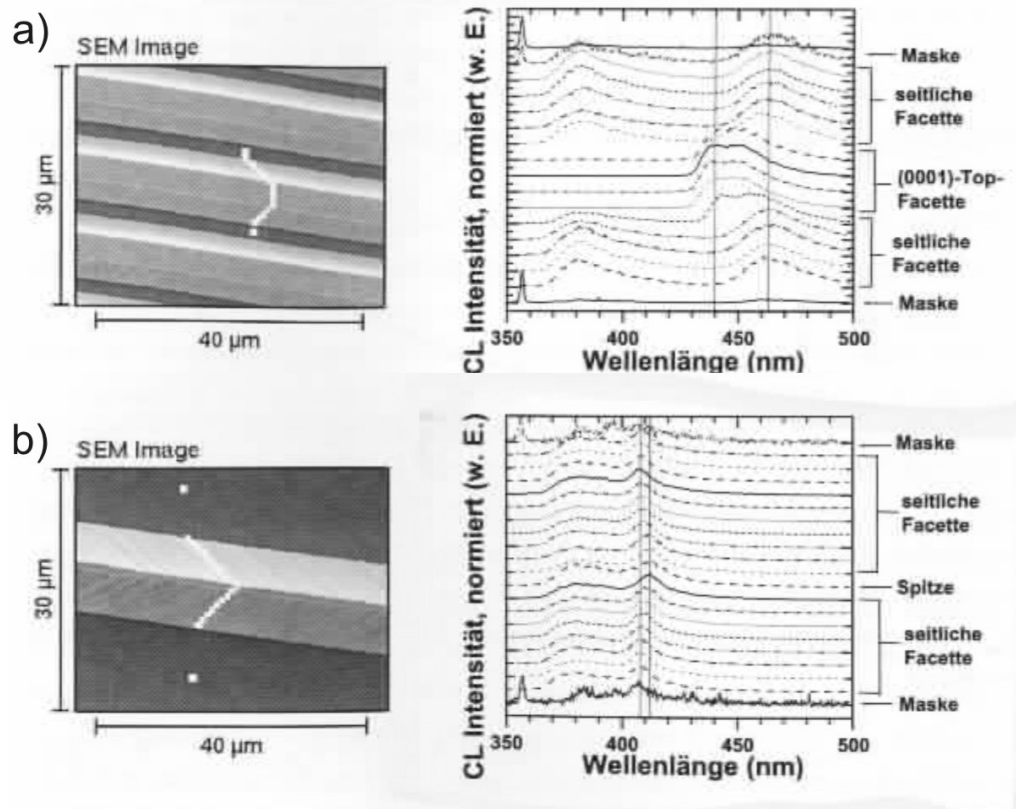 a)
SEM Image
30 µm
40 µm
CL Intensität, normiert (w. E.)
350
400
450
500
Wellenlänge (nm)
Maske
seitliche
Facette
(0001)-Top-
Facette
seitliche
Facette
Maske
b)
SEM Image
30 µm
40 µm
CL Intensität, normiert (w. E.)
350
400
450
500
Wellenlänge (nm)
Maske
seitliche
Facette
Spitze
seitliche
Facette
Maske